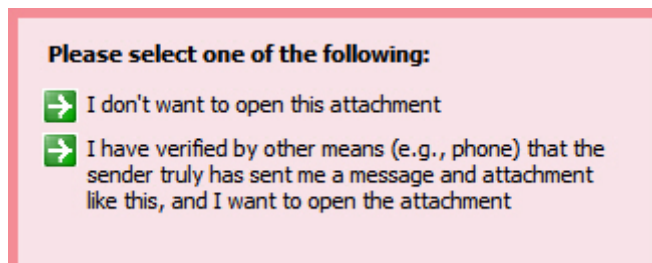 Please select one of the following:
I don't want to open this attachment
I have verified by other means (e.g., phone) that the
sender truly has sent me a message and attachment
like this, and I want to open the attachment